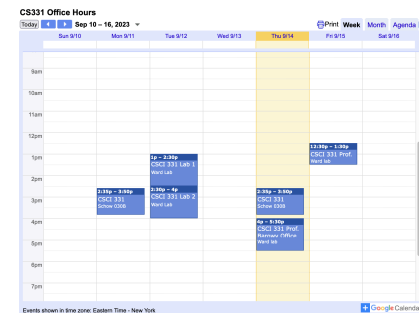 CS331 Office Hours
Today Sep 10 – 16, 2023 Print Week Month Agenda
Sun 9/10 Mon 9/11 Tue 9/12 Wed 9/13 Thu 9/14 Fri 9/15 Sat 9/16
9am
10am
11am
12pm
12:30p – 1:30p
CSCI 331 Prof.
Ward lab
1pm
1p – 2:30p
CSCI 331 Lab 1
Ward Lab
2pm
2:35p – 3:50p
CSCI 331
Schow 030B
2:30p – 4p
CSCI 331 Lab 2
Ward Lab
2:35p – 3:50p
CSCI 331
Schow 030B
3pm
4pm
4p – 5:30p
CSCI 331 Prof.
Barowy Office
Ward lab
5pm
6pm
7pm
Events shown in time zone: Eastern Time - New York
Google Calenda